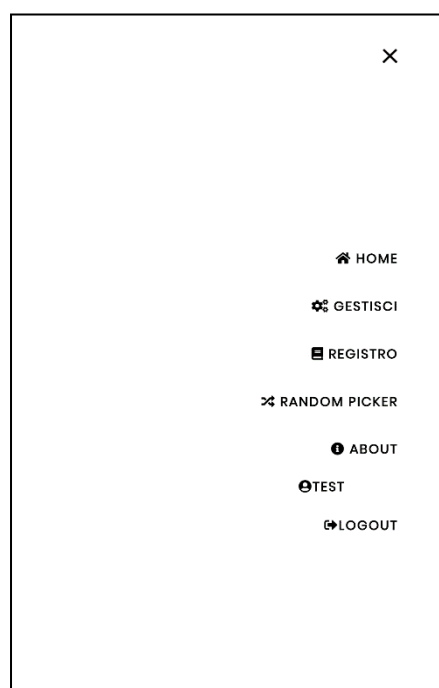 HOME
GESTISCI
REGISTRO
RANDOM PICKER
ABOUT
TEST
LOGOUT